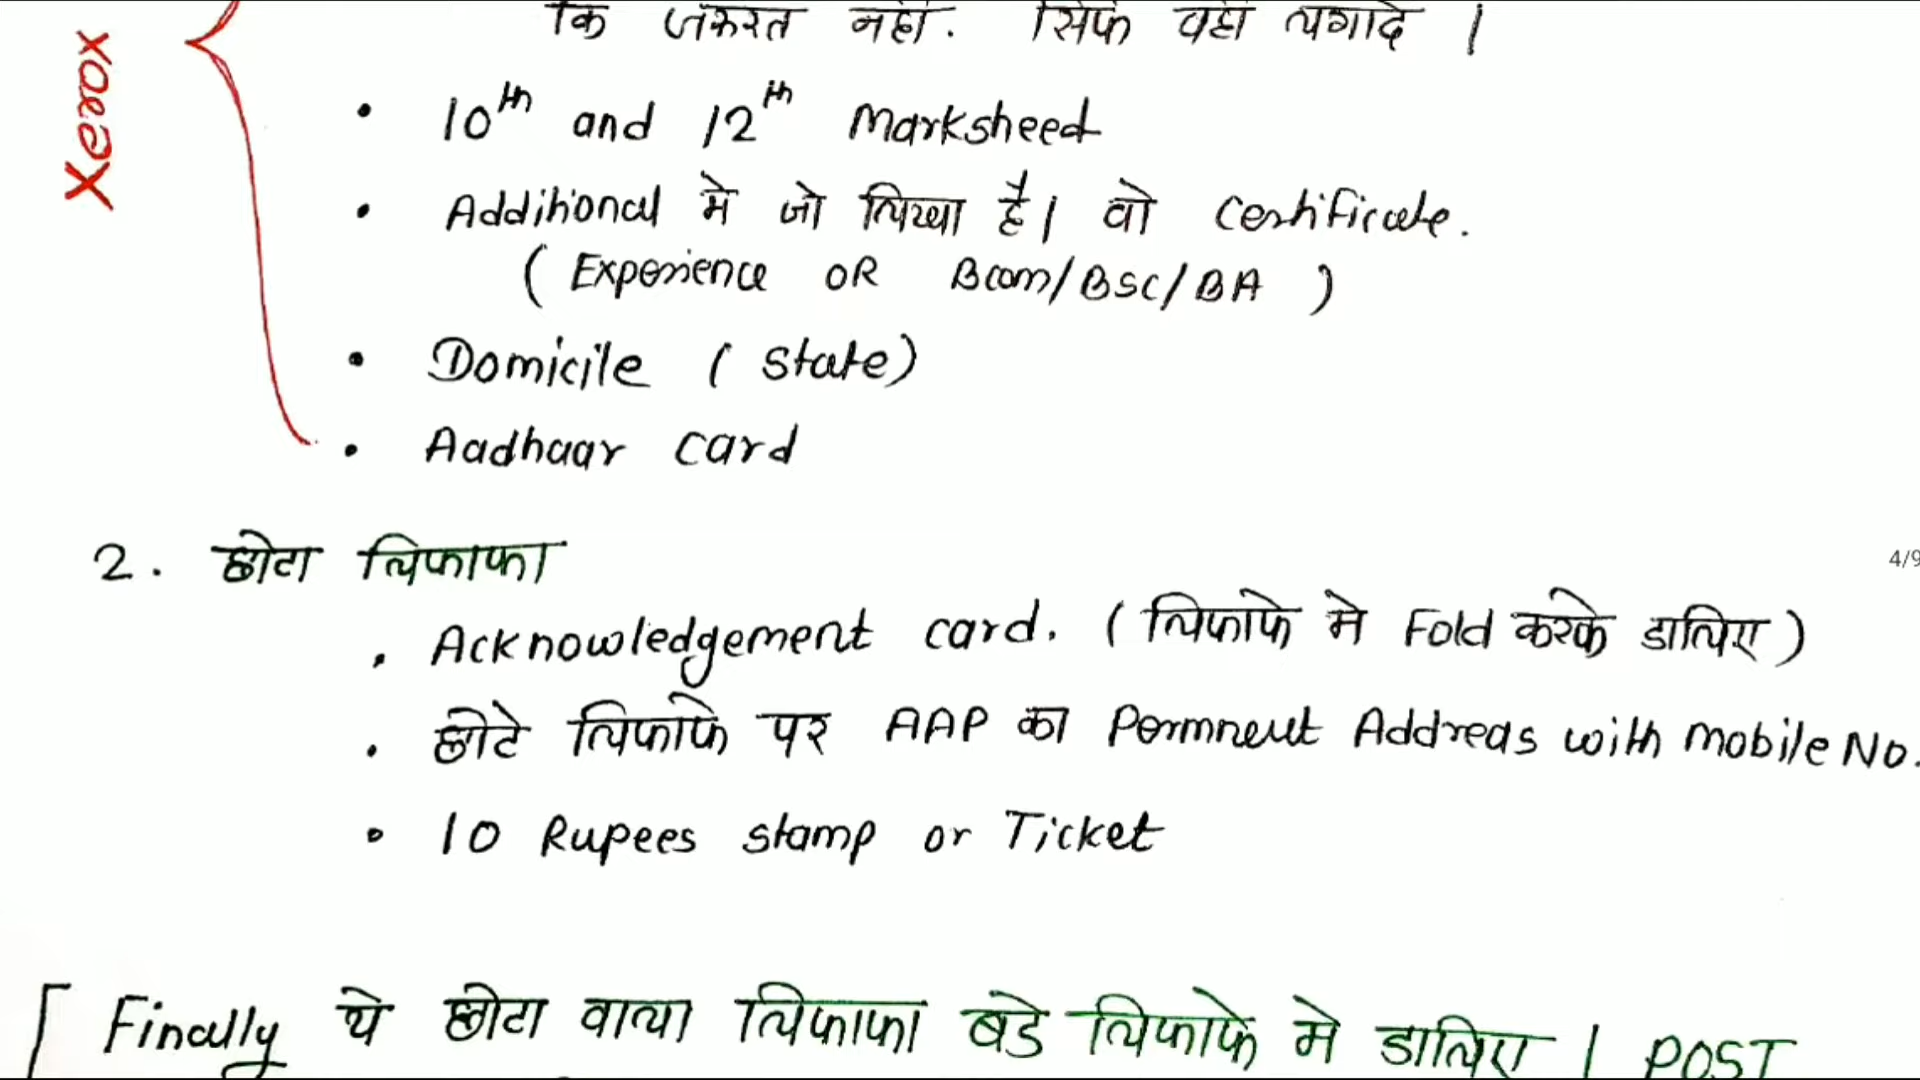 कि जरूरत नही. सिर्फ वहा लगादे |
Xerox
• 10th and 12th Marksheed
• Additional मे जो लिखा है| वो Certificate.
( Experience OR Bcom/BSC/BA )
• Domicile ( State)
• Aadhaar card
2. छोटा लिफाफा
4/9
• Acknowledgement card. ( लिफाफे मे Fold करके डालिए )
• छोटे लिफाफे पर AAP का Permnent Addreas with mobile No.
• 10 Rupees stamp or Ticket
[ Finally ये छोटा वाला लिफाफा बडे लिफाफे मे डालिए | POST